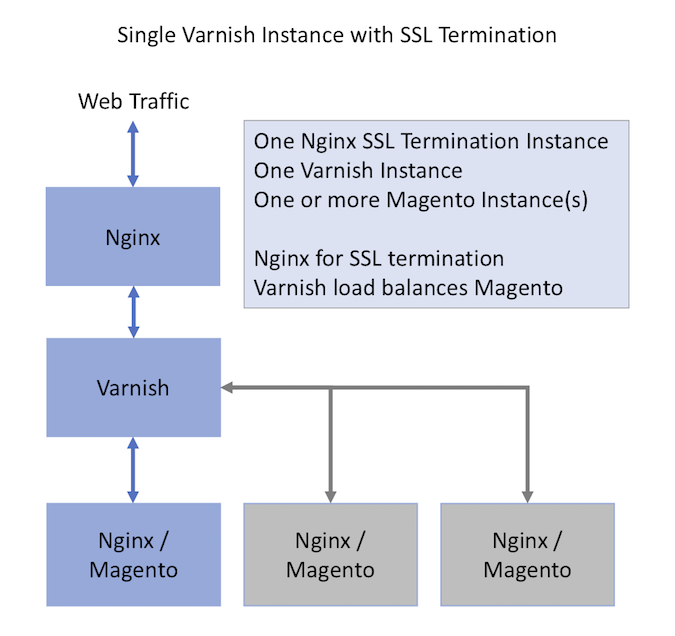 Single Varnish Instance with SSL Termination
Web Traffic
One Nginx SSL Termination Instance
One Varnish Instance
One or more Magento Instance(s)
Nginx for SSL termination
Varnish load balances Magento
Nginx
Varnish
Nginx /
Magento
Nginx /
Magento
Nginx /
Magento